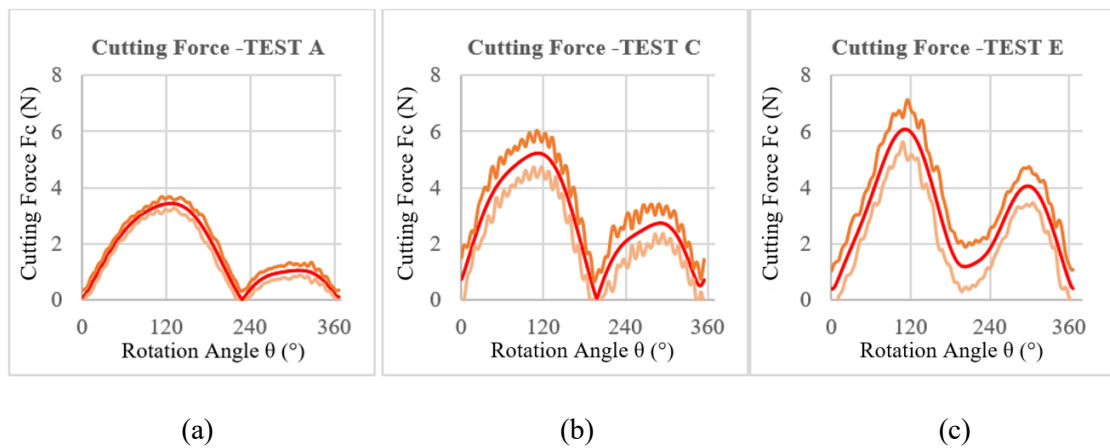 Cutting Force -TEST A
Cutting Force Fc (N)
8
6
4
2
0
0 120 240 360
Rotation Angle θ (°)
(a)
Cutting Force -TEST C
Cutting Force Fc (N)
8
6
4
2
0
0 120 240 360
Rotation Angle θ (°)
(b)
Cutting Force -TEST E
Cutting Force Fc (N)
8
6
4
2
0
0 120 240 360
Rotation Angle θ (°)
(c)